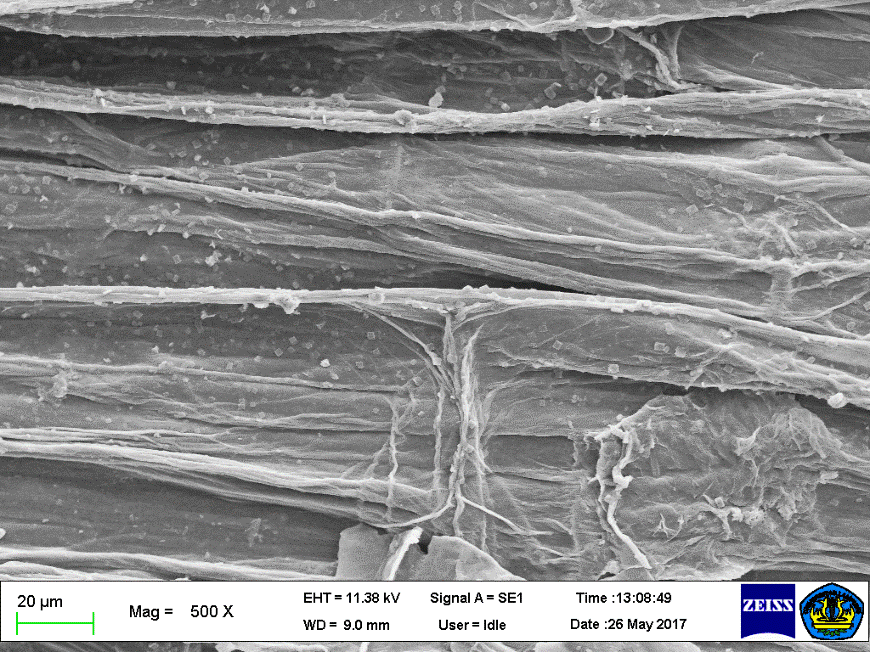 20 µm
Mag = 500 X
EHT = 11.38 kV
WD = 9.0 mm
Signal A = SE1
User = Idle
Time :13:08:49
Date :26 May 2017
ZEISS